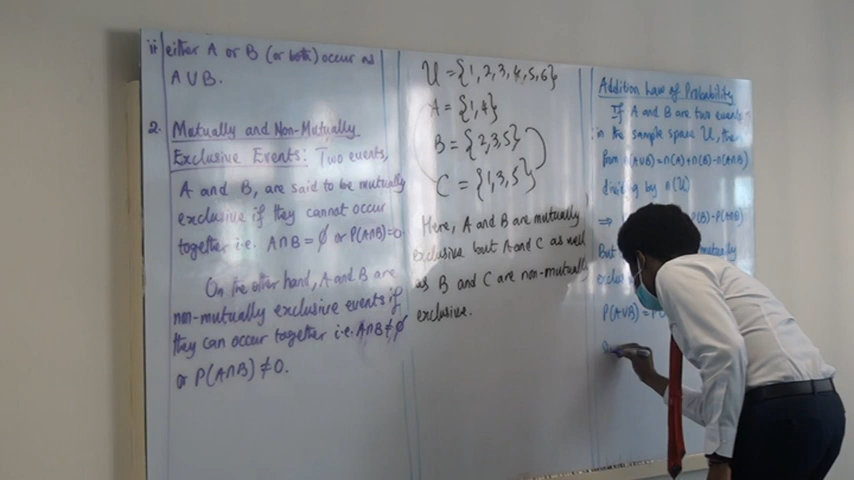 ii either A or B (or both) occur as
A∪B.
2. Mutually and Non-Mutually
Exclusive Events: Two events,
A and B, are said to be mutually
exclusive if they cannot occur
together i.e. A∩B = ∅ or P(A∩B)=0
On the other hand, A and B are
non-mutually exclusive events if
they can occur together i.e. A∩B≠∅
or P(A∩B) ≠ 0.
U = {1,2,3,4,5,6}
A = {1,4}
B = {2,3,5}
C = {1,3,5}
Here, A and B are mutually
exclusive but A and C as well
as B and C are non-mutually
exclusive.
Addition Law of Probability
If A and B are two events
in the sample space U, then
from n(A∪B) = n(A)+n(B)-n(A∩B)
dividing by n(U)
⇒ P(B)-P(A∩B)
But mutually
P(A∪B) =